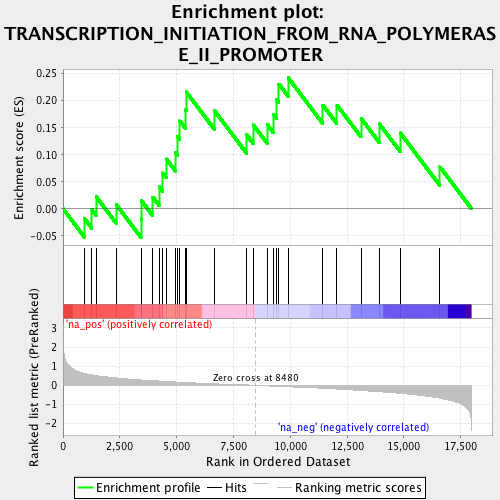 Enrichment plot:
TRANSCRIPTION_INITIATION_FROM_RNA_POLYMERAS
E_II_PROMOTER
Enrichment score (ES)
0.25
0.20
0.15
0.10
0.05
0.00
-0.05
'na_pos' (positively correlated)
Ranked list metric (PreRanked)
3
2
1
0
-1
-2
Zero cross at 8480
'na_neg' (negatively correlated)
0 2,500 5,000 7,500 10,000 12,500 15,000 17,500
Rank in Ordered Dataset
Enrichment profile Hits Ranking metric scores